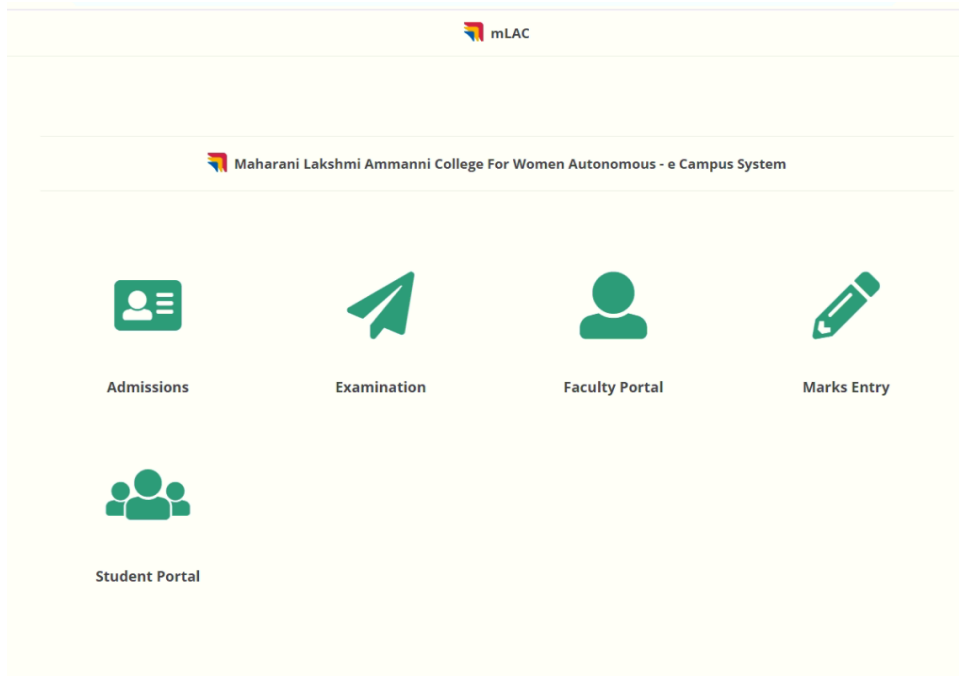 mLAC
Maharani Lakshmi Ammanni College For Women Autonomous - e Campus System
Admissions
Examination
Faculty Portal
Marks Entry
Student Portal